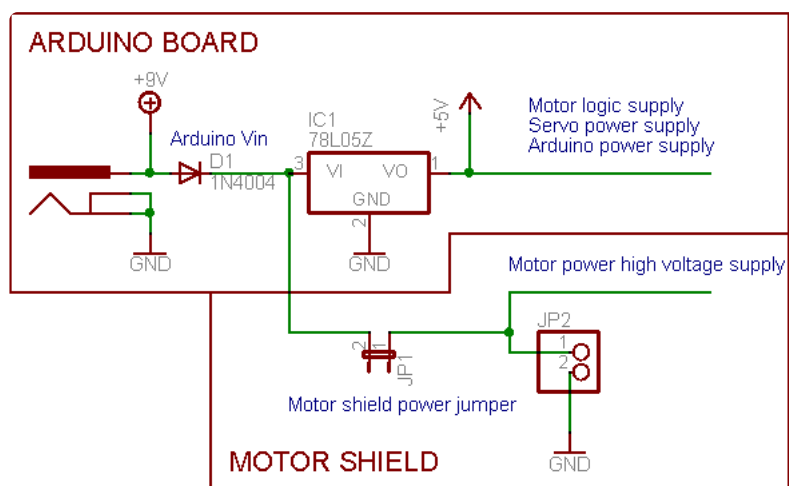 ARDUINO BOARD
+9V
Arduino Vin
D1
1N4004
IC1
78L05Z
3
VI
VO
1
GND
2
+5V
Motor logic supply
Servo power supply
Arduino power supply
GND
GND
Motor power high voltage supply
JP2
1
2
2
1
JP1
Motor shield power jumper
GND
MOTOR SHIELD